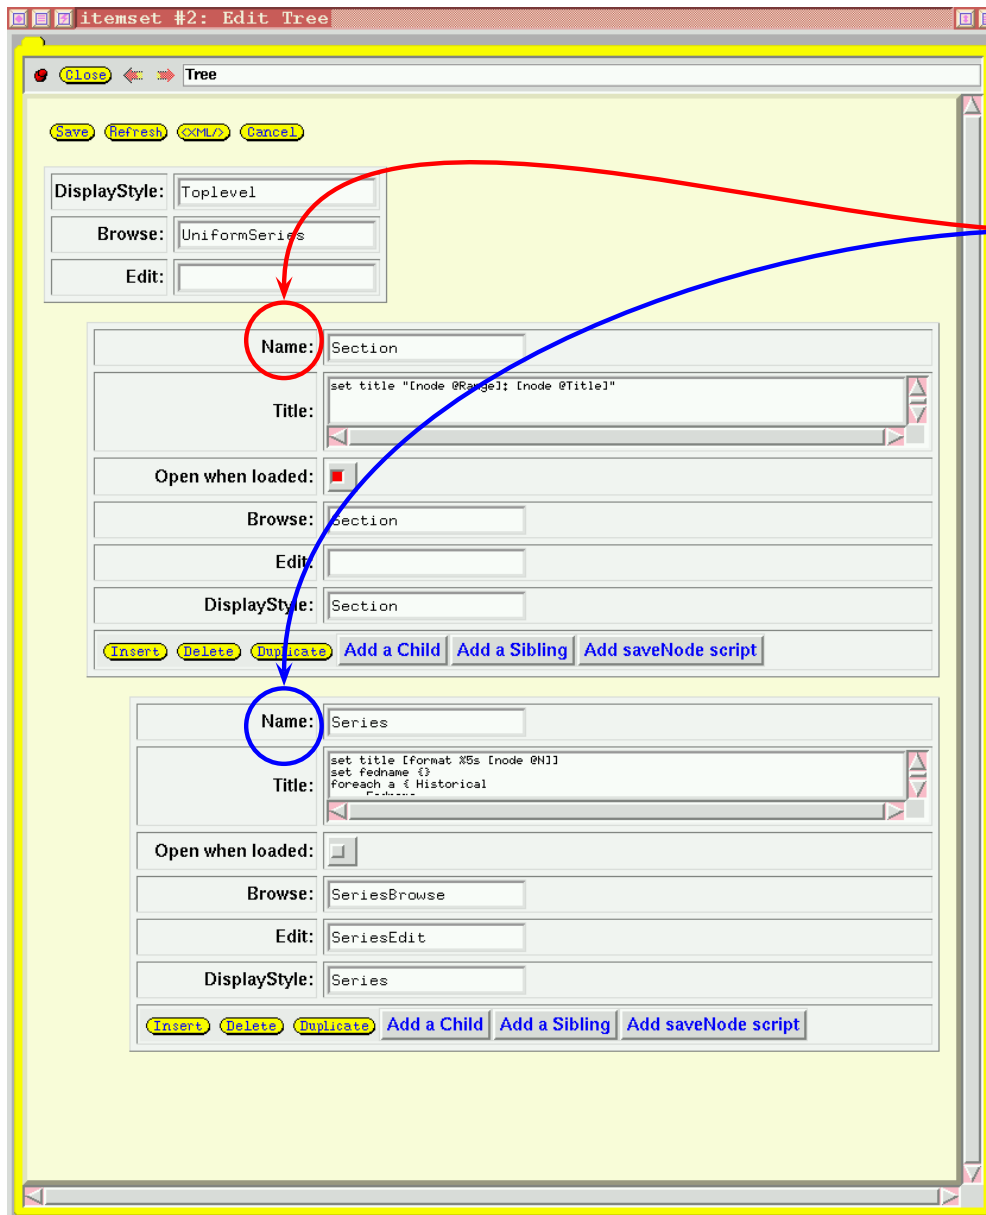 itemset #2: Edit Tree
Close Tree
Save Refresh <XML/> Cancel
DisplayStyle: Toplevel
Browse: UniformSeries
Edit:
Name: Section
Title: set title "[node @Range]: [node @Title]"
Open when loaded:
Browse: Section
Edit:
DisplayStyle: Section
Insert Delete Duplicate Add a Child Add a Sibling Add saveNode script
Name: Series
Title: set title [format %5s [node @N]]
set fedname {}
foreach a { Historical
Open when loaded:
Browse: SeriesBrowse
Edit: SeriesEdit
DisplayStyle: Series
Insert Delete Duplicate Add a Child Add a Sibling Add saveNode script